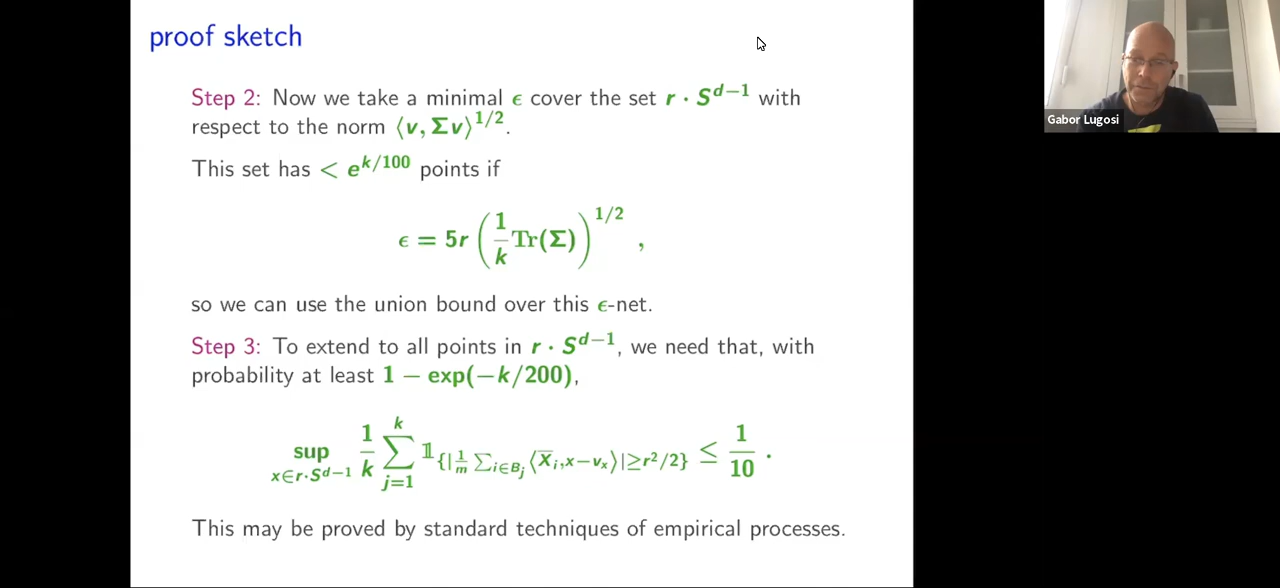 proof sketch
Step 2: Now we take a minimal ϵ cover the set r · S^{d−1} with
respect to the norm ⟨v, Σv⟩^{1/2}.
This set has < e^{k/100} points if
ϵ = 5r (1/k Tr(Σ))^{1/2} ,
so we can use the union bound over this ϵ-net.
Step 3: To extend to all points in r · S^{d−1}, we need that, with
probability at least 1 − exp(−k/200),
sup_{x∈r·S^{d−1}} 1/k ∑_{j=1}^{k} 𝟙_{{|1/m ∑_{i∈B_j} ⟨X̅_i, x−v_x⟩|≥r²/2}} ≤ 1/10 .
This may be proved by standard techniques of empirical processes.
Gabor Lugosi